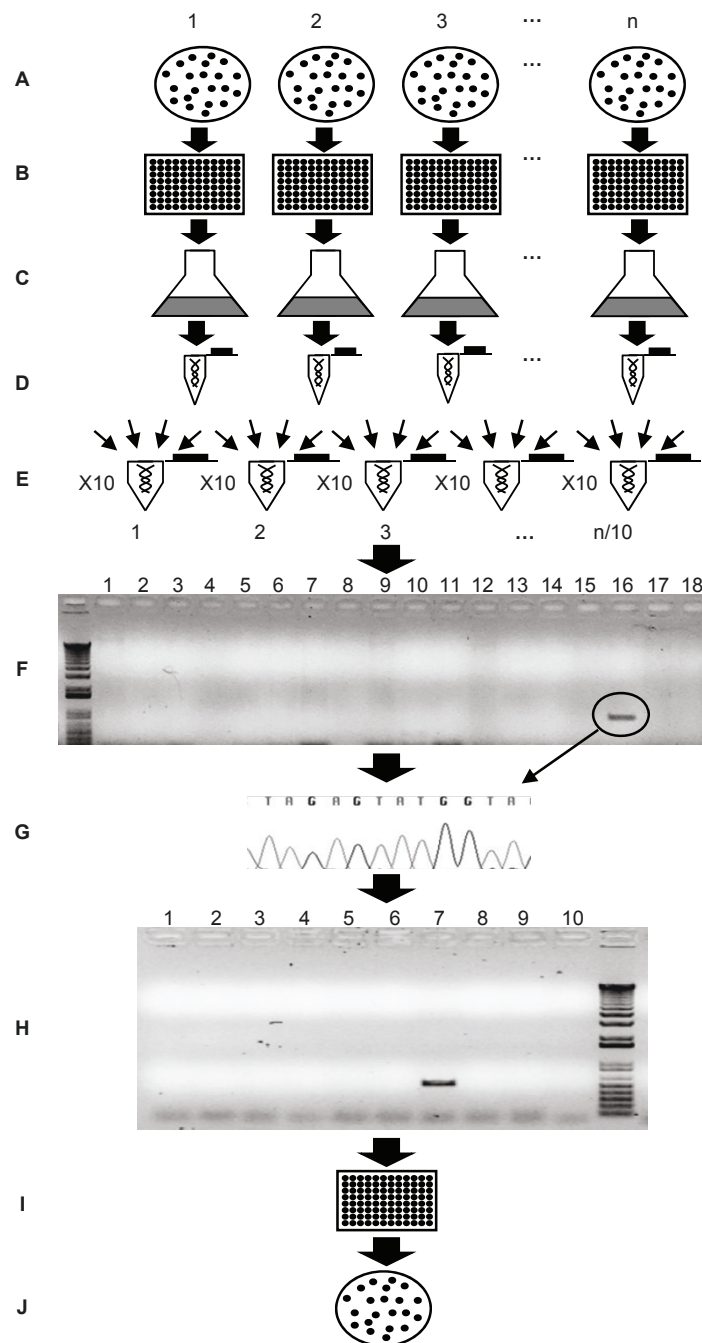 1 2 3 ... n
A ...
B ...
C ...
D ...
E X10 X10 X10 X10 X10
1 2 3 ... n/10
1 2 3 4 5 6 7 8 9 10 11 12 13 14 15 16 17 18
F
T A G A G T A T G G T A
G
1 2 3 4 5 6 7 8 9 10
H
I
J